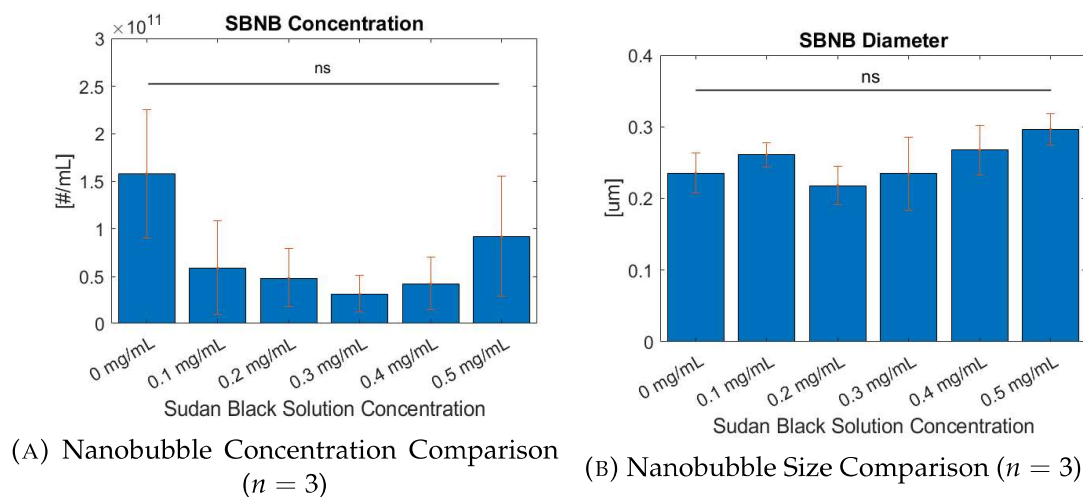 SBNB Concentration
×10¹¹
3
2.5
2
1.5
1
0.5
0
[#/mL]
ns
0 mg/mL
0.1 mg/mL
0.2 mg/mL
0.3 mg/mL
0.4 mg/mL
0.5 mg/mL
Sudan Black Solution Concentration
(A) Nanobubble Concentration Comparison
(n = 3)
SBNB Diameter
0.4
0.3
0.2
0.1
0
[um]
ns
0 mg/mL
0.1 mg/mL
0.2 mg/mL
0.3 mg/mL
0.4 mg/mL
0.5 mg/mL
Sudan Black Solution Concentration
(B) Nanobubble Size Comparison (n = 3)